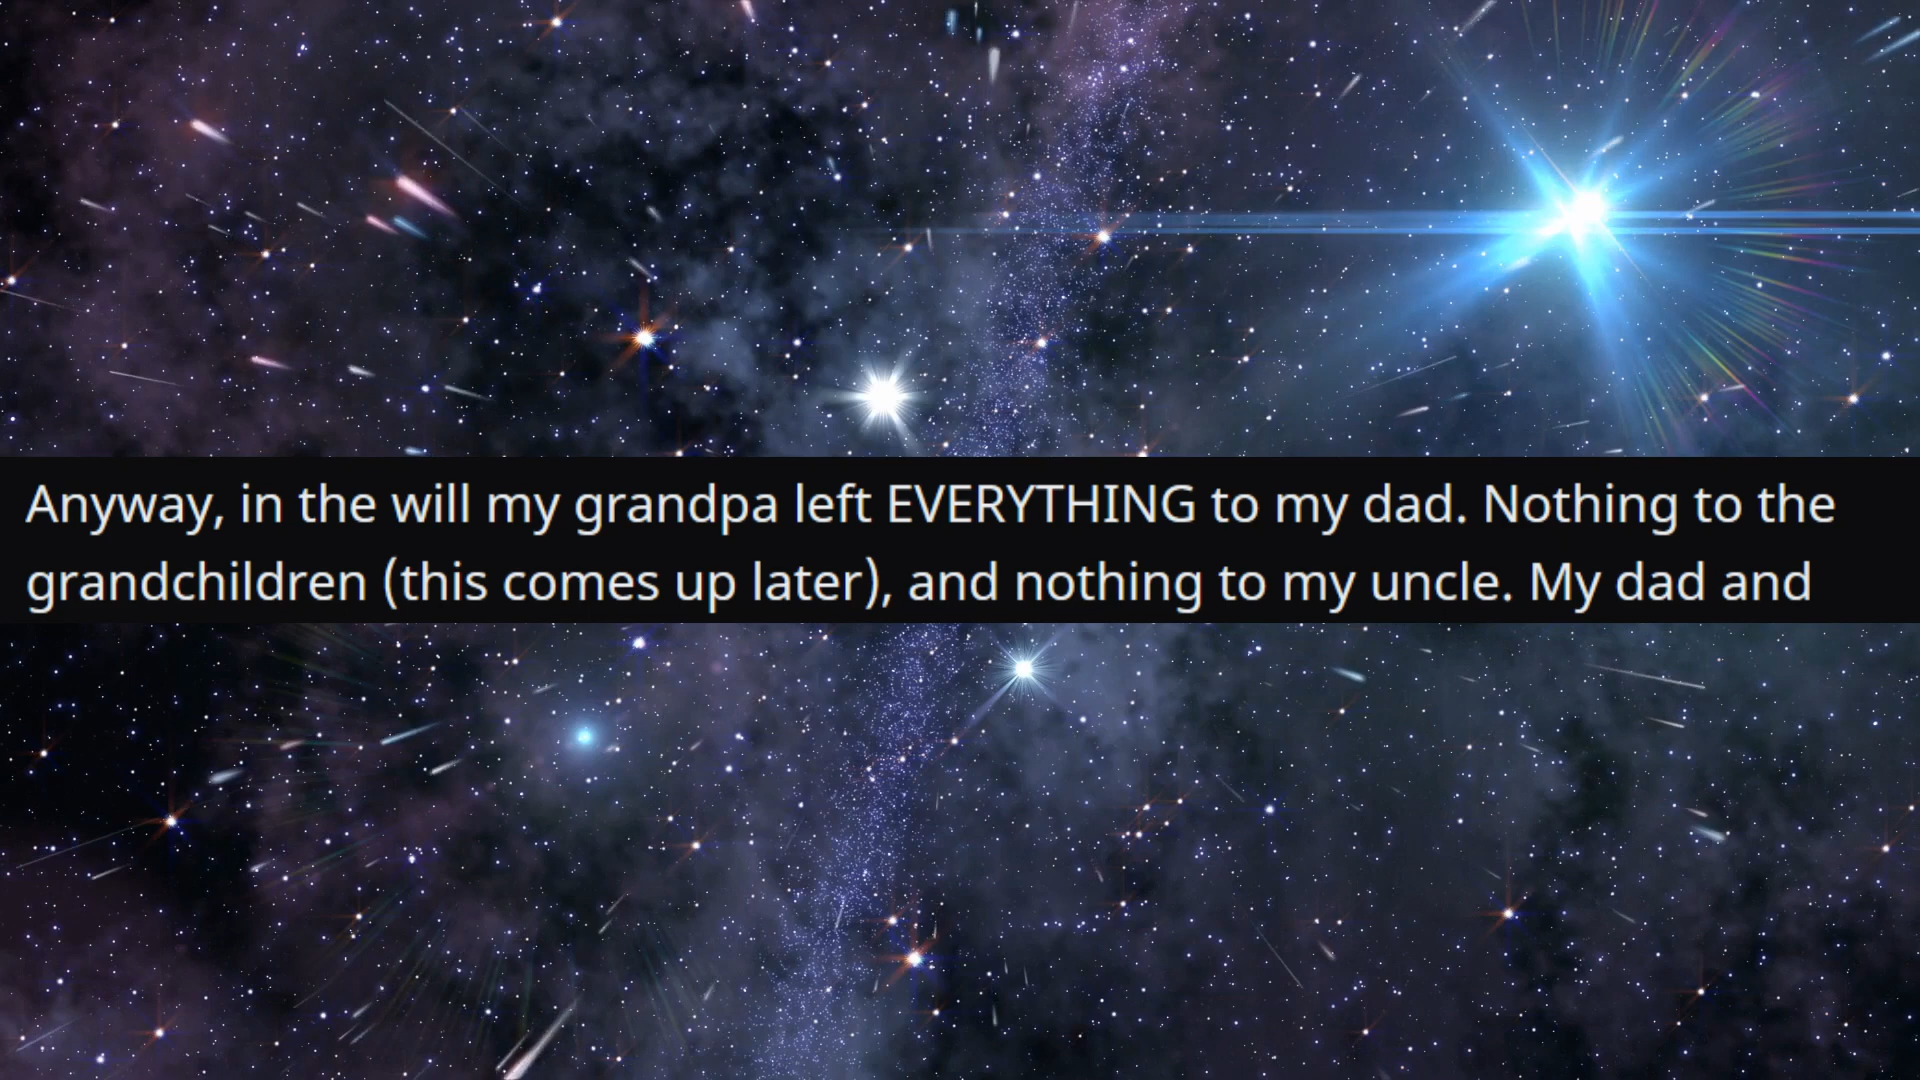 Anyway, in the will my grandpa left EVERYTHING to my dad. Nothing to the
grandchildren (this comes up later), and nothing to my uncle. My dad and